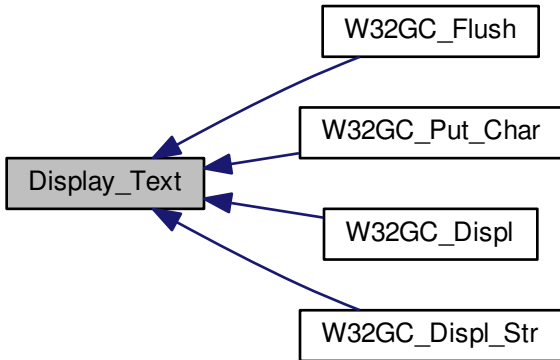 W32GC_Flush
W32GC_Put_Char
Display_Text
W32GC_Displ
W32GC_Displ_Str